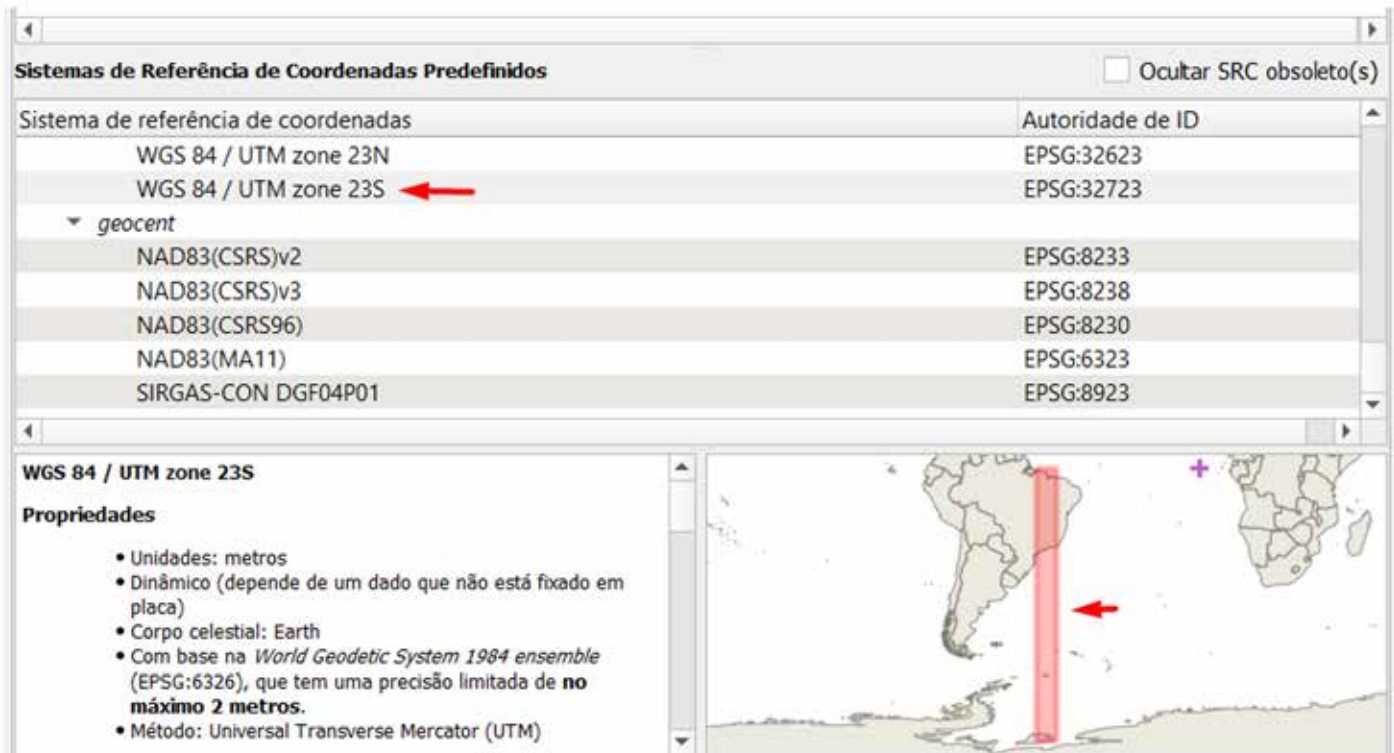 Sistemas de Referência de Coordenadas Predefinidos Ocultar SRC obsoleto(s)
Sistema de referência de coordenadas Autoridade de ID
WGS 84 / UTM zone 23N EPSG:32623
WGS 84 / UTM zone 23S EPSG:32723
geocent
NAD83(CSRS)v2 EPSG:8233
NAD83(CSRS)v3 EPSG:8238
NAD83(CSRS96) EPSG:8230
NAD83(MA11) EPSG:6323
SIRGAS-CON DGF04P01 EPSG:8923
WGS 84 / UTM zone 23S
Propriedades
• Unidades: metros
• Dinâmico (depende de um dado que não está fixado em
placa)
• Corpo celestial: Earth
• Com base na World Geodetic System 1984 ensemble
(EPSG:6326), que tem uma precisão limitada de no
máximo 2 metros.
• Método: Universal Transverse Mercator (UTM)